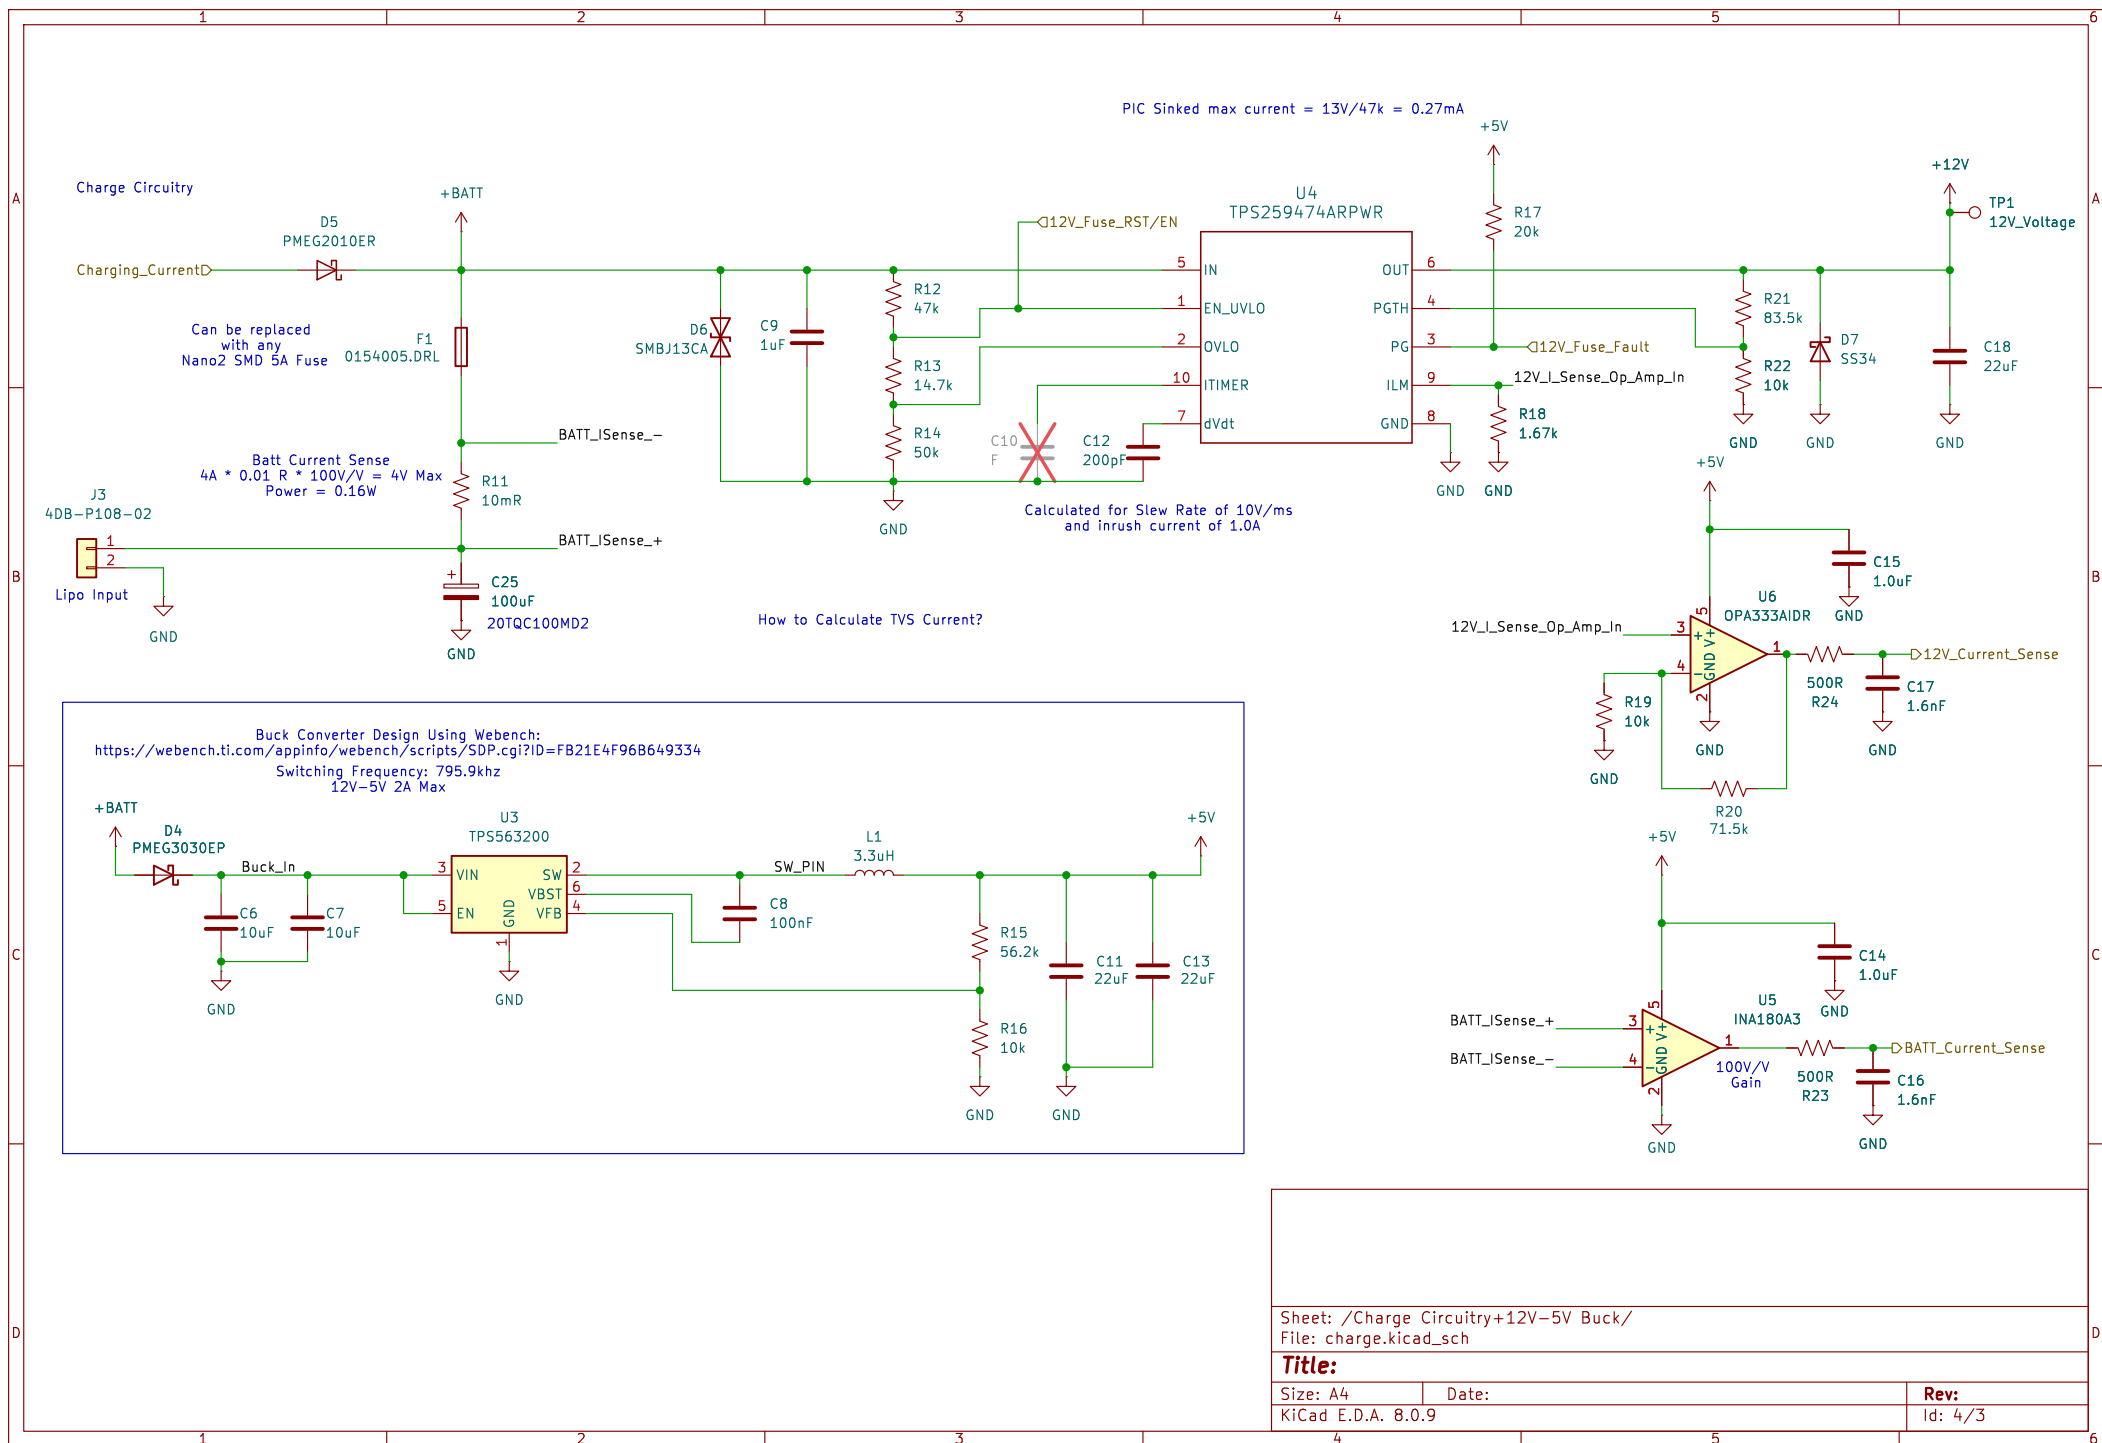 1 2 3 4 5 6
A
B
C
D
A
B
C
D
PIC Sinked max current = 13V/47k = 0.27mA
Charge Circuitry
D5
PMEG2010ER
Charging_Current
+BATT
Can be replaced
with any
Nano2 SMD 5A Fuse
F1
0154005.DRL
BATT_ISense_-
Batt Current Sense
4A * 0.01 R * 100V/V = 4V Max
Power = 0.16W
R11
10mR
J3
4DB-P108-02
1
2
Lipo Input
GND
BATT_ISense_+
+
C25
100uF
20TQC100MD2
GND
D6
SMBJ13CA
C9
1uF
R12
47k
R13
14.7k
R14
50k
GND
12V_Fuse_RST/EN
C10
F
C12
200pF
Calculated for Slew Rate of 10V/ms
and inrush current of 1.0A
How to Calculate TVS Current?
U4
TPS259474ARPWR
5 IN
1 EN_UVLO
2 OVLO
10 ITIMER
7 dVdt
OUT 6
PGTH 4
PG 3
ILM 9
GND 8
+5V
R17
20k
12V_Fuse_Fault
12V_I_Sense_Op_Amp_In
R18
1.67k
GND
GND
R21
83.5k
R22
10k
GND
D7
SS34
GND
+12V
TP1
12V_Voltage
C18
22uF
GND
+5V
C15
1.0uF
GND
U6
OPA333AIDR
12V_I_Sense_Op_Amp_In
3
4
5
2
1
+
-
V+
GND
GND
R19
10k
GND
R20
71.5k
500R
R24
12V_Current_Sense
C17
1.6nF
GND
+5V
C14
1.0uF
GND
U5
INA180A3
BATT_ISense_+
BATT_ISense_-
3
4
5
2
1
+
-
V+
GND
100V/V
Gain
GND
500R
R23
BATT_Current_Sense
C16
1.6nF
GND
Buck Converter Design Using Webench:
https://webench.ti.com/appinfo/webench/scripts/SDP.cgi?ID=FB21E4F96B649334
Switching Frequency: 795.9khz
12V-5V 2A Max
+BATT
D4
PMEG3030EP
Buck_In
C6
10uF
C7
10uF
GND
U3
TPS563200
3 VIN
5 EN
SW 2
VBST 6
VFB 4
GND
1
GND
SW_PIN
C8
100nF
L1
3.3uH
+5V
R15
56.2k
R16
10k
GND
C11
22uF
C13
22uF
GND
Sheet: /Charge Circuitry+12V-5V Buck/
File: charge.kicad_sch
Title:
Size: A4 Date: Rev:
KiCad E.D.A. 8.0.9 Id: 4/3
1 2 3 4 5 6